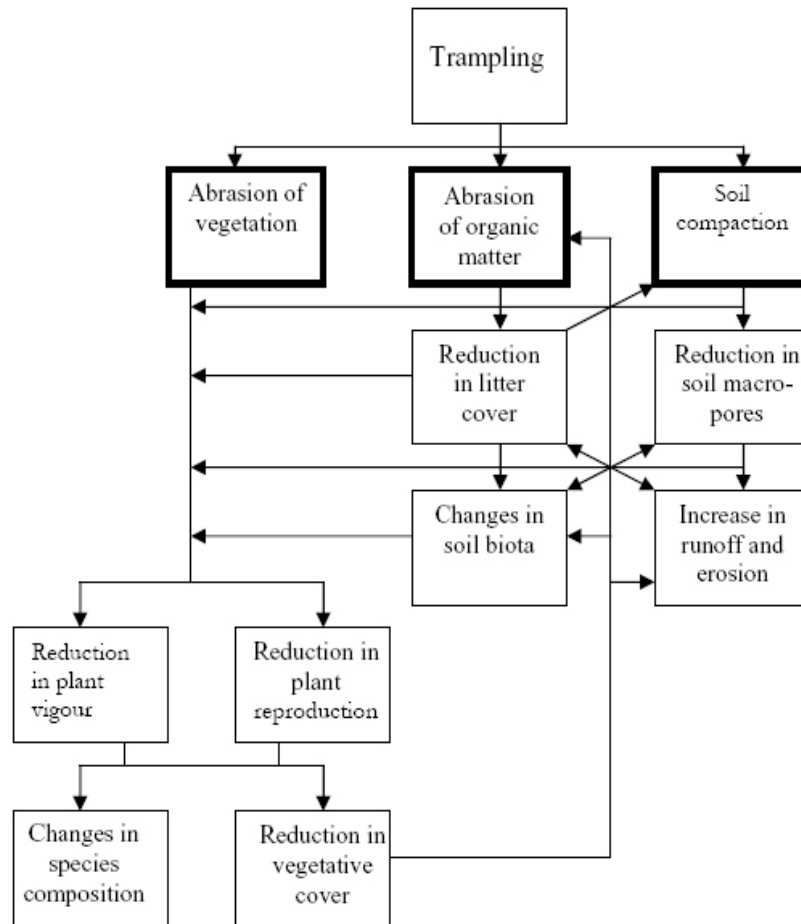 Trampling
Abrasion of
vegetation
Abrasion
of organic
matter
Soil
compaction
Reduction
in litter
cover
Reduction in
soil macro-
pores
Changes in
soil biota
Increase in
runoff and
erosion
Reduction
in plant
vigour
Reduction in
plant
reproduction
Changes in
species
composition
Reduction in
vegetative
cover